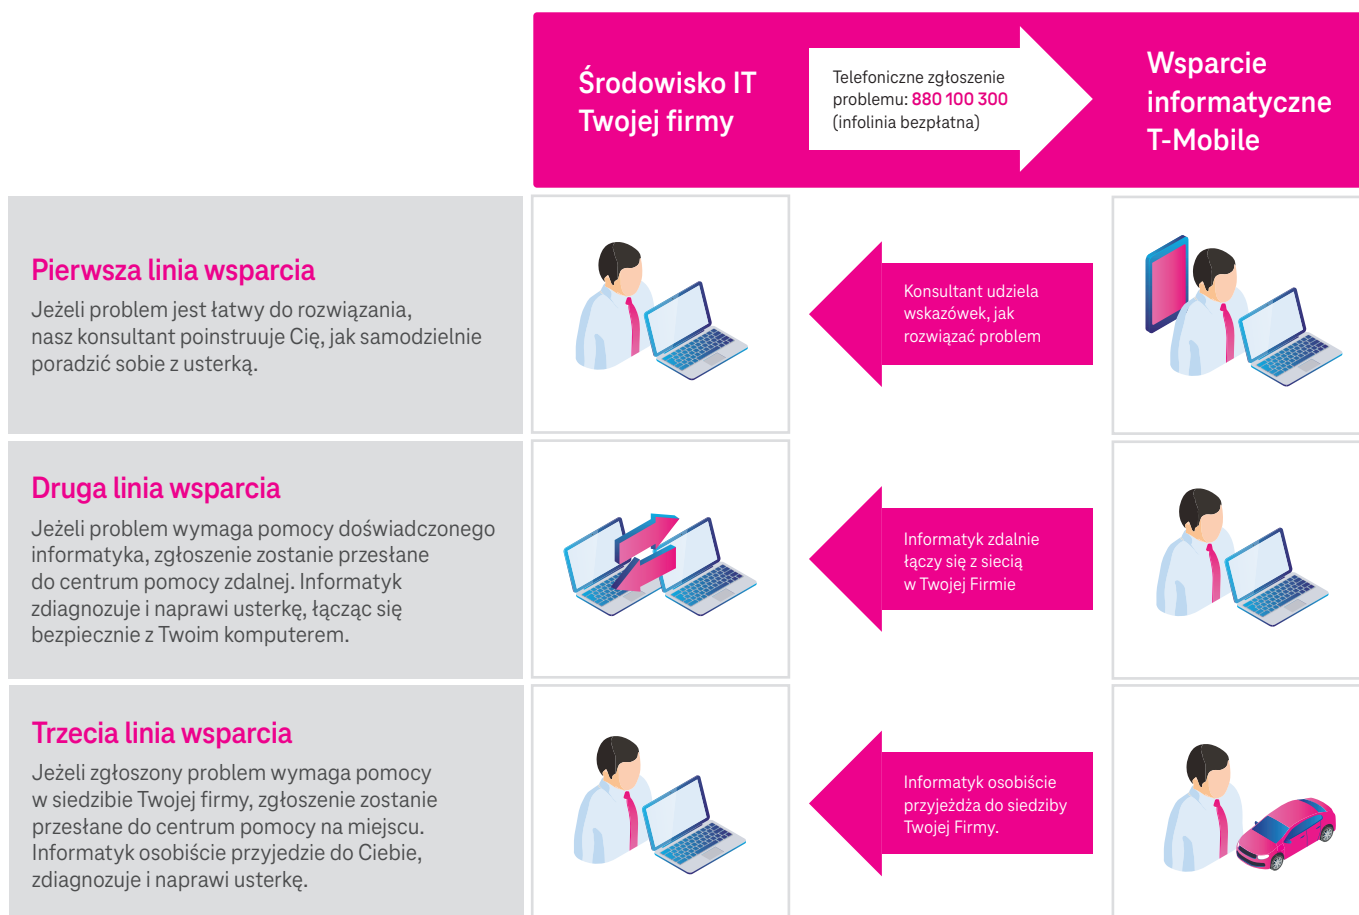 Środowisko IT
Twojej firmy
Telefoniczne zgłoszenie
problemu: 880 100 300
(infolinia bezpłatna)
Wsparcie
informatyczne
T-Mobile
Pierwsza linia wsparcia
Jeżeli problem jest łatwy do rozwiązania,
nasz konsultant poinstruuje Cię, jak samodzielnie
poradzić sobie z usterką.
Konsultant udziela
wskazówek, jak
rozwiązać problem
Druga linia wsparcia
Jeżeli problem wymaga pomocy doświadczonego
informatyka, zgłoszenie zostanie przesłane
do centrum pomocy zdalnej. Informatyk
zdiagnozuje i naprawi usterkę, łącząc się
bezpiecznie z Twoim komputerem.
Informatyk zdalnie
łączy się z siecią
w Twojej Firmie
Trzecia linia wsparcia
Jeżeli zgłoszony problem wymaga pomocy
w siedzibie Twojej firmy, zgłoszenie zostanie
przesłane do centrum pomocy na miejscu.
Informatyk osobiście przyjedzie do Ciebie,
zdiagnozuje i naprawi usterkę.
Informatyk osobiście
przyjeżdża do siedziby
Twojej Firmy.